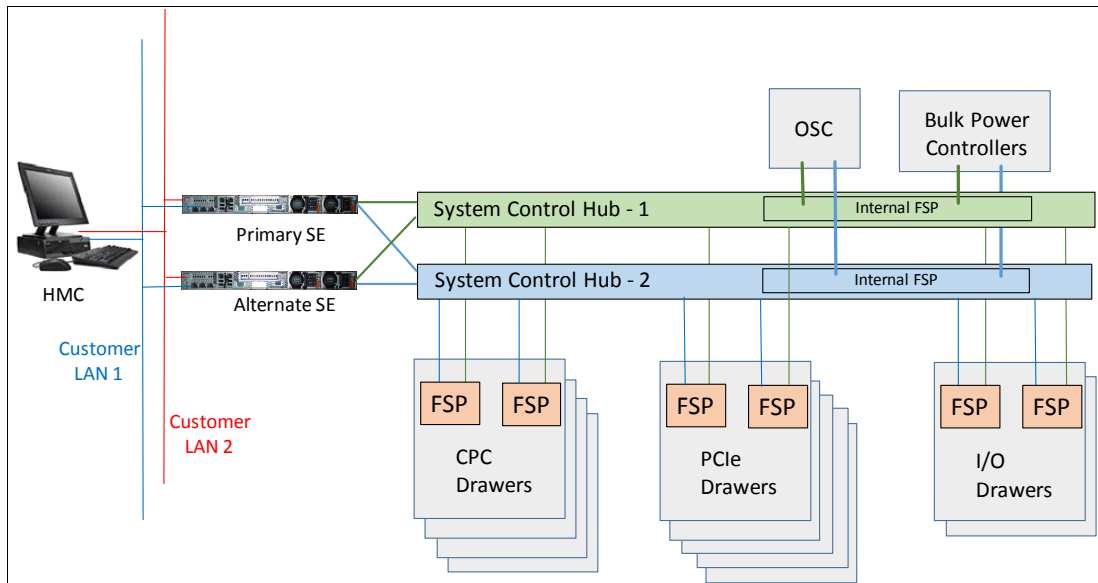 OSC
Bulk Power
Controllers
System Control Hub - 1
Internal FSP
Primary SE
System Control Hub - 2
Internal FSP
HMC
Alternate SE
Customer
LAN 1
Customer
LAN 2
FSP
FSP
FSP
FSP
FSP
FSP
CPC
Drawers
PCIe
Drawers
I/O
Drawers